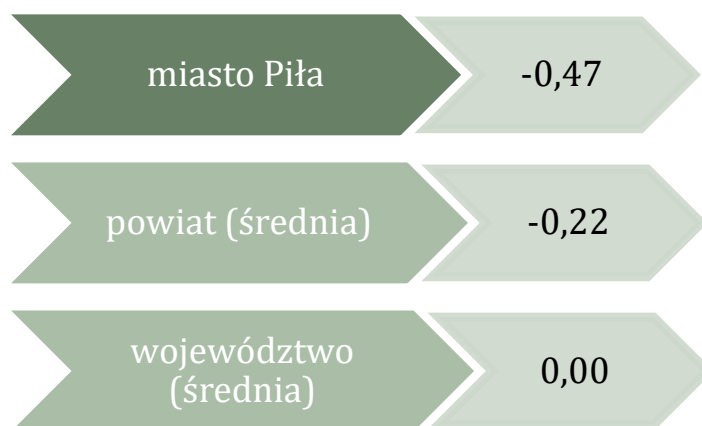 miasto Piła
-0,47
powiat (średnia)
-0,22
województwo
(średnia)
0,00